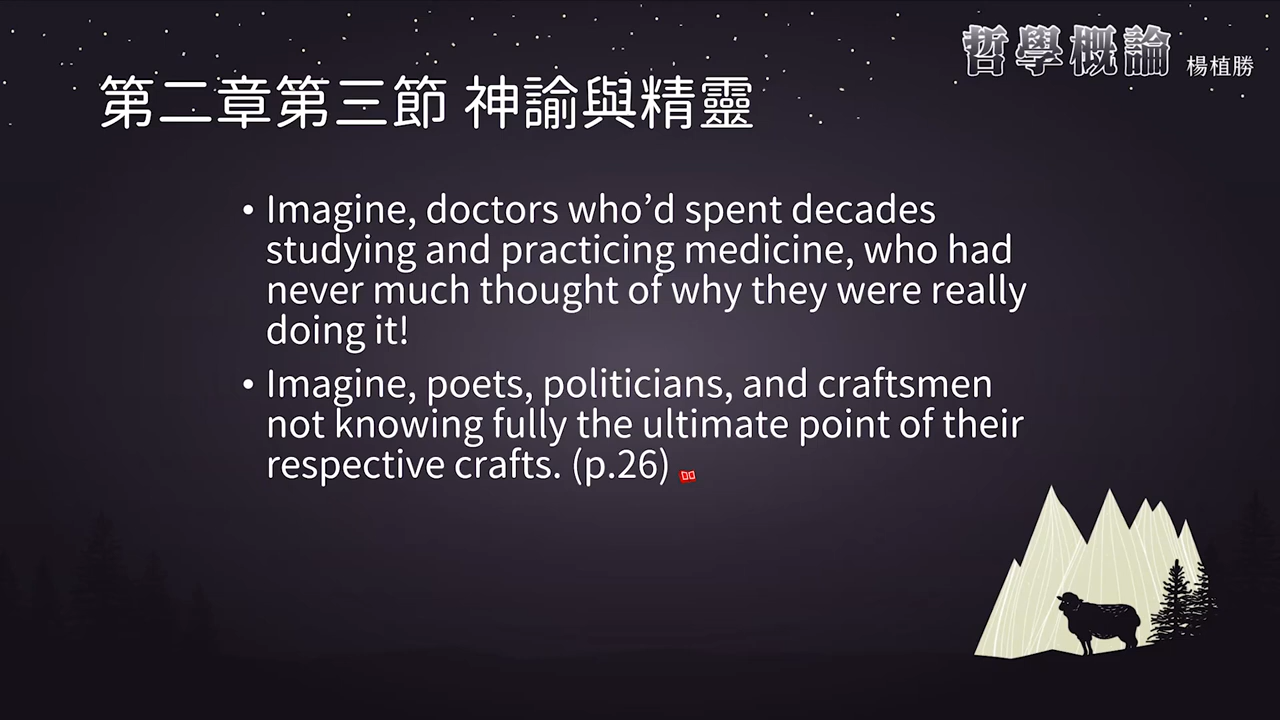 哲學概論 楊植勝
第二章第三節 神諭與精靈
• Imagine, doctors who’d spent decades
studying and practicing medicine, who had
never much thought of why they were really
doing it!
• Imagine, poets, politicians, and craftsmen
not knowing fully the ultimate point of their
respective crafts. (p.26)